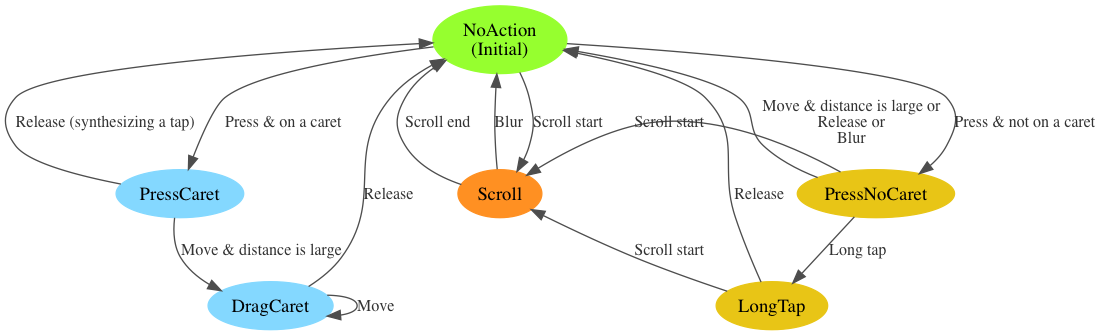 NoAction
(Initial)
Move & distance is large or
Release (synthesizing a tap)
Press & on a caret
Scroll end
Blur
Scroll start
Scroll start
Release or
Press & not on a caret
Blur
PressCaret
Scroll
PressNoCaret
Release
Release
Move & distance is large
Scroll start
Long tap
DragCaret
Move
LongTap